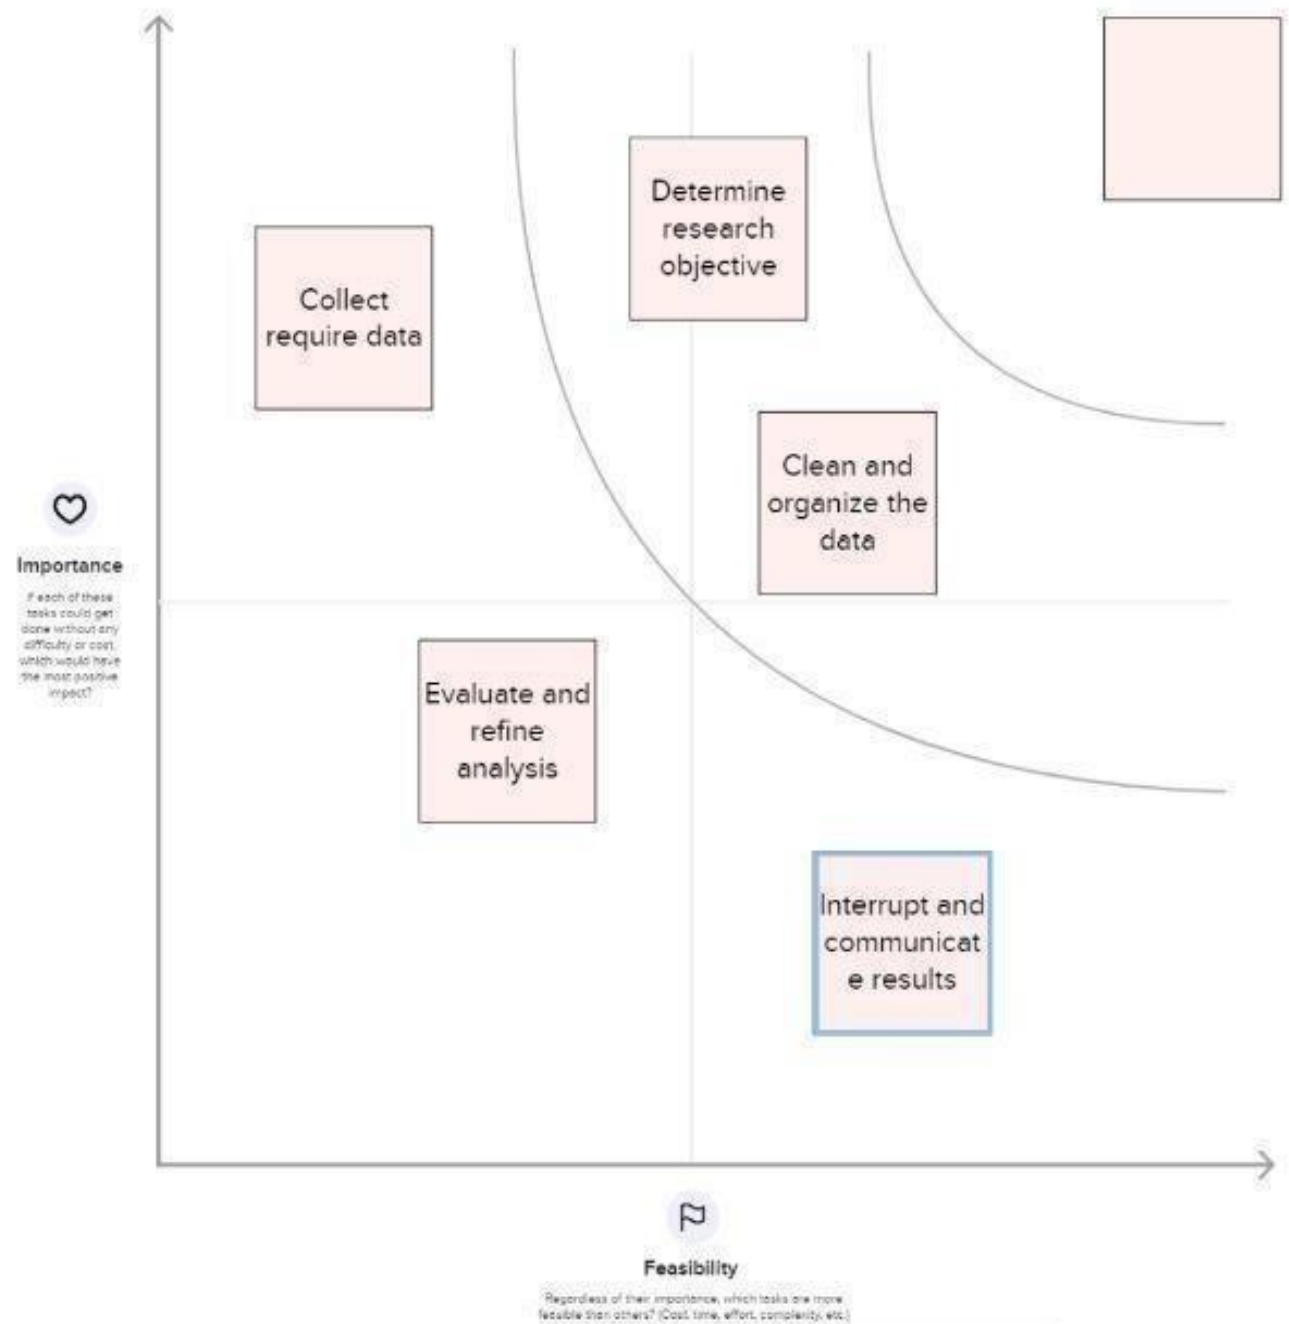 Determine
research
objective
Collect
require data
Clean and
organize the
data
Importance
If each of these
tasks could get
done without any
difficulty or cost,
which would have
the most positive
impact?
Evaluate and
refine
analysis
Interrupt and
communicat
e results
Feasibility
Regardless of their importance, which tasks are more
feasible than others? (Cost, time, effort, complexity, etc.)